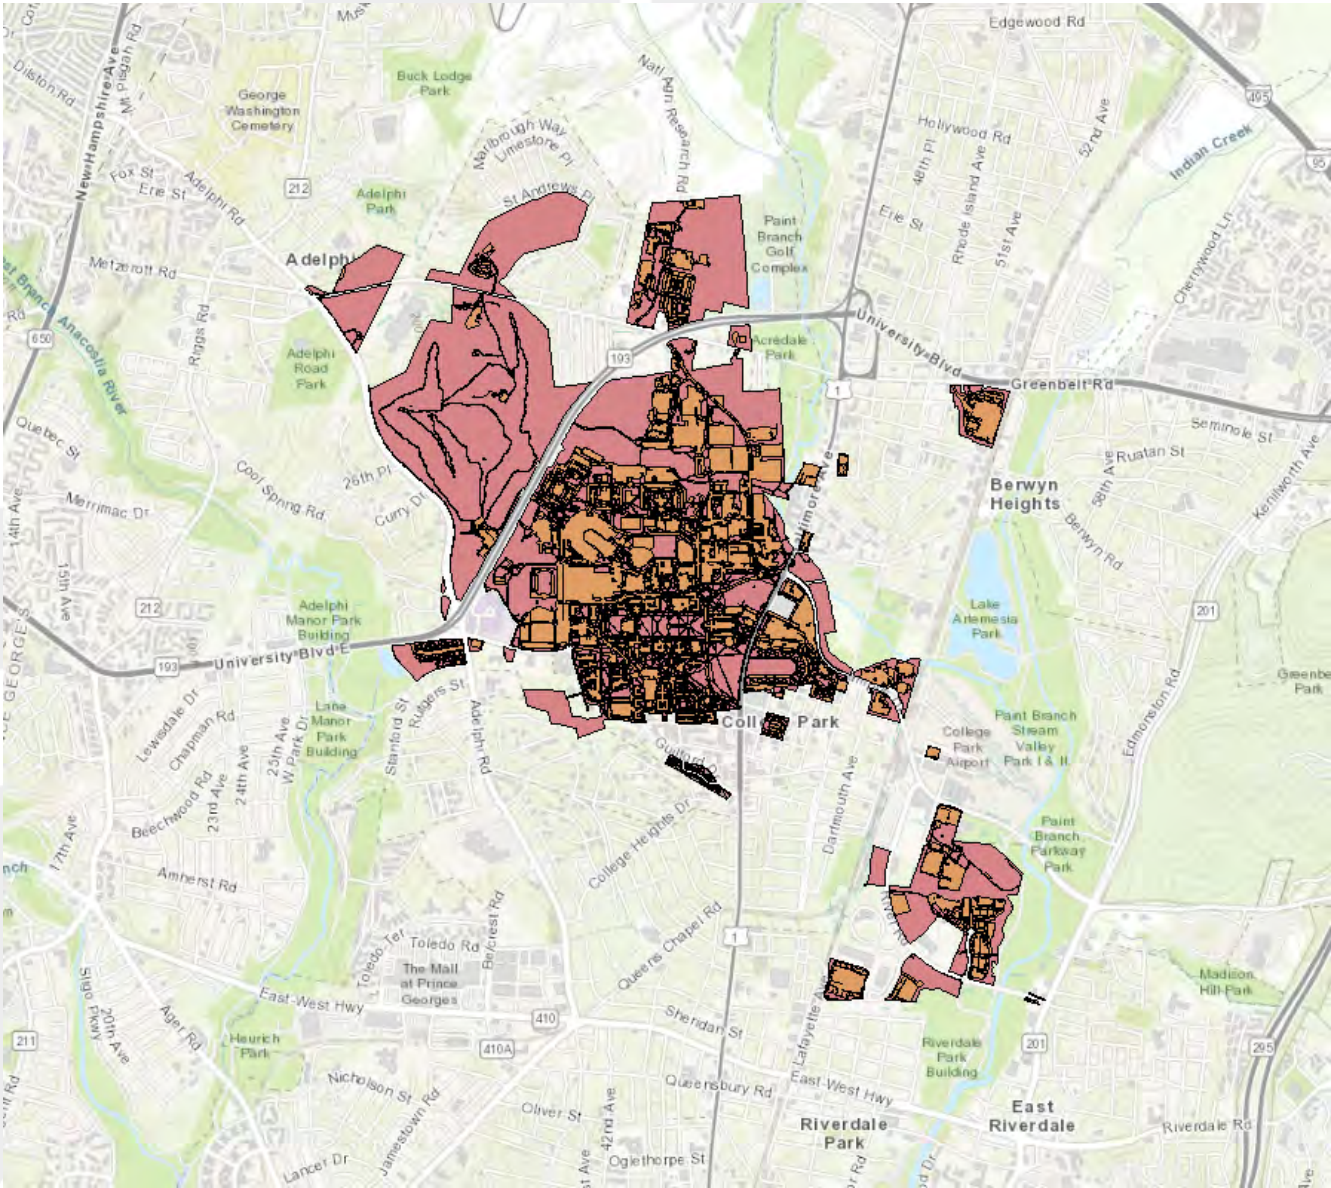 Edgewood Rd
Dilston Rd
Mt Pisgah Rd
New Hampshire Ave
Buck Lodge
Park
George
Washington
Cemetery
Natl Agri Research Rd
495
Hollywood Rd
52nd Ave
Indian Creek
95
Marlbrough Way
Limestone Pl
48th Pl
Rhode Island Ave
51st Ave
Fox St
Erie St
Adelphi Rd
212
Adelphi
Park
St Andrews Pl
Erie St
Paint
Branch
Golf
Complex
Cherrywood Ln
Adelphi
Metzerott Rd
650
Anacostia River
Riggs Rd
193
University Blvd
Acredale
Park
Adelphi
Road
Park
1
Greenbelt Rd
Seminole St
Quebec St
Cool Spring Rd
26th Pl
Curry Dr
58th Ave
Ruatan St
Kenilworth Ave
Berwyn
Heights
Berwyn Rd
Merrimac Dr
14th Ave
15th Ave
212
Adelphi
Manor Park
Building
Lake
Artemesia
Park
201
193
University Blvd E
Greenbe
Park
Lewisdale Dr
Chapman Rd
Lane
Manor
Park
Building
Stanford St
Rutgers St
Adelphi Rd
College Park
Guilford
College
Park
Airport
Paint Branch
Stream
Valley
Park I & II
Edmonston Rd
25th Ave
W Park Dr
24th Ave
23rd Ave
Beechwood Rd
17th Ave
Amherst Rd
College Heights Dr
Dartmouth Ave
Paint
Branch
Parkway
Park
Belcrest Rd
Toledo Ter
Toledo Rd
Queens Chapel Rd
1
The Mall
at Prince
Georges
East-West Hwy
Madison
Hill Park
Sligo Pkwy
20th Ave
Ager Rd
410
Sheridan St
Lafayette Ave
211
Heurich
Park
410A
201
295
Riverdale
Park
Building
Nicholson St
Jamestown Rd
Queensbury Rd
East-West Hwy
Oliver St
42nd Ave
East
Riverdale
Riverdale Rd
Riverdale
Park
Lancer Dr
Oglethorpe St